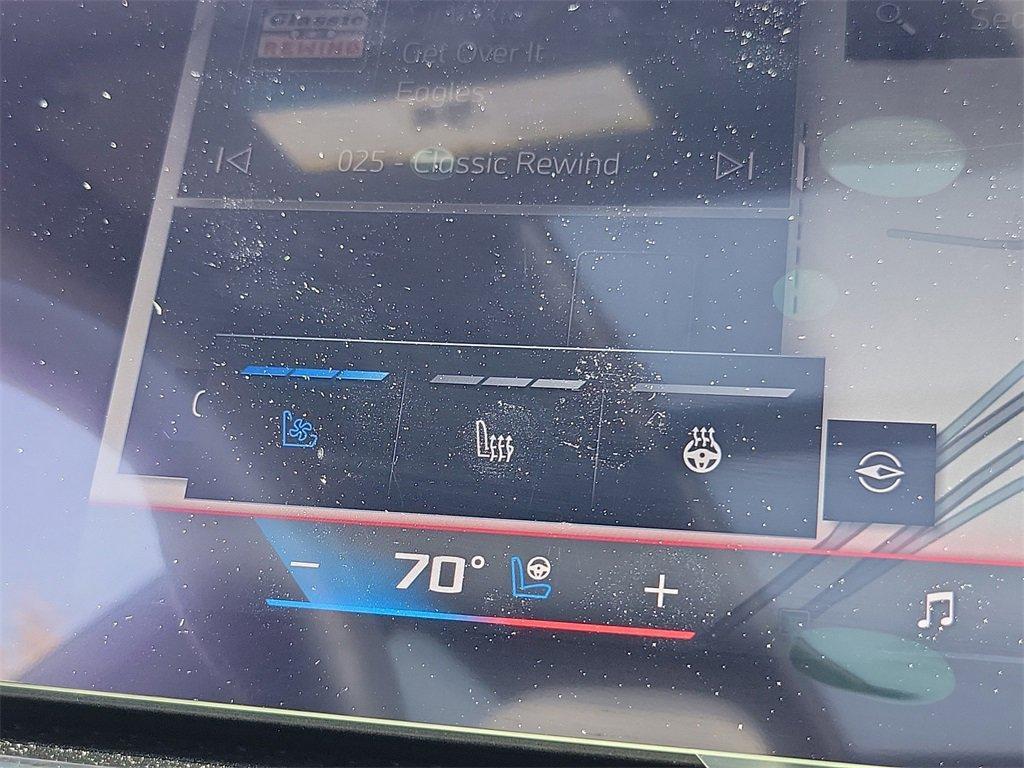 Classic
REWIND
Get Over It
Eagles
025 - Classic Rewind
70°